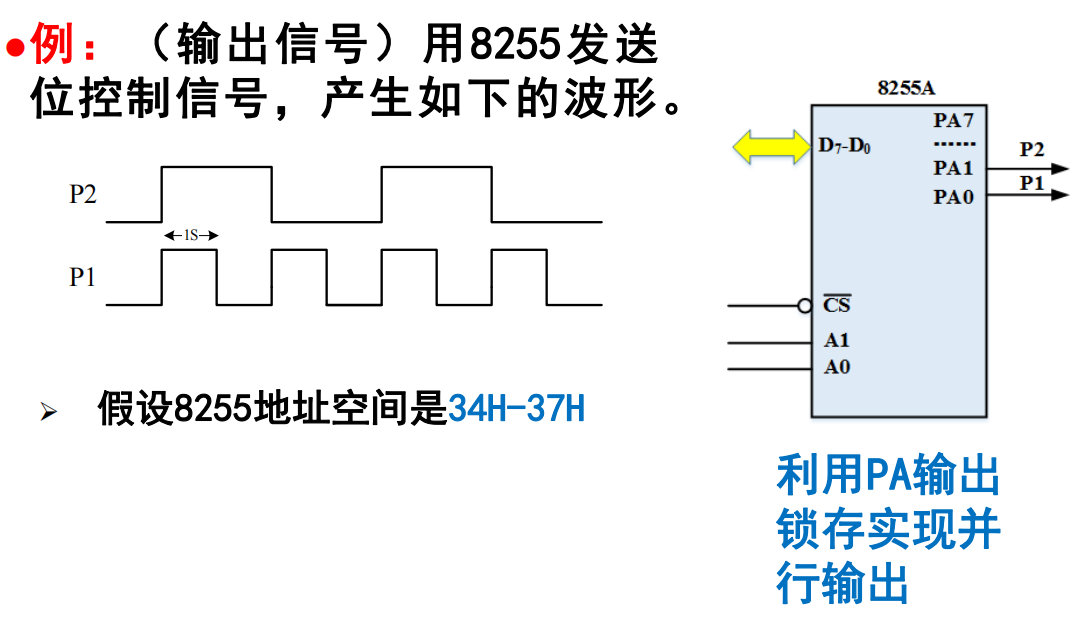 ●例：（输出信号）用8255发送
位控制信号，产生如下的波形。
P2
1S
P1
➢ 假设8255地址空间是34H-37H
8255A
D7-D0
PA7
······
PA1
PA0
P2
P1
CS
A1
A0
利用PA输出
锁存实现并
行输出